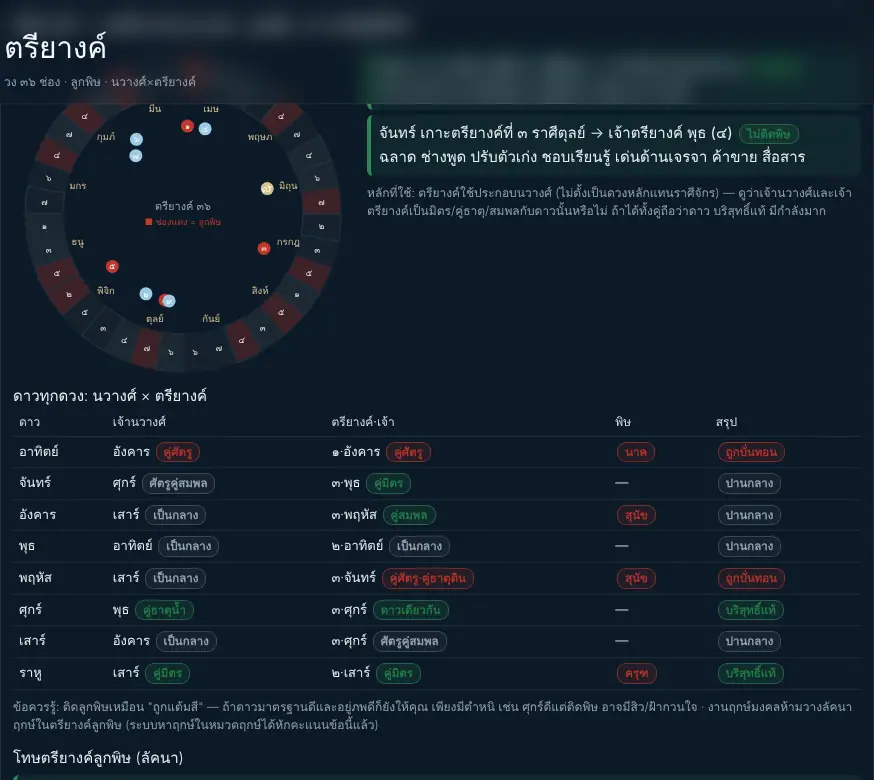 ตรียางค์
วง ๓๖ ช่อง · ลูกพิษ · นวางศ์×ตรียางค์
มีน
เมษ
กุมภ์
พฤษภ
มกร
มิถุน
ธนู
กรกฎ
พิจิก
สิงห์
ตุลย์
กันย์
ตรียางค์ ๓๖
ช่องแดง = ลูกพิษ
จันทร์ เกาะตรียางค์ที่ ๓ ราศีตุลย์ → เจ้าตรียางค์ พุธ (๔) ไม่ติดพิษ
ฉลาด ช่างพูด ปรับตัวเก่ง ชอบเรียนรู้ เด่นด้านเจรจา ค้าขาย สื่อสาร
หลักที่ใช้: ตรียางค์ใช้ประกอบนวางศ์ (ไม่ตั้งเป็นดวงหลักแทนราศีจักร) — ดูว่าเจ้านวางศ์และเจ้า
ตรียางค์เป็นมิตร/คู่ธาตุ/สมพลกับดาวนั้นหรือไม่ ถ้าได้ทั้งคู่ถือว่าดาว บริสุทธิ์แท้ มีกำลังมาก
ดาวทุกดวง: นวางศ์ × ตรียางค์
ดาว เจ้านวางศ์ ตรียางค์·เจ้า พิษ สรุป
อาทิตย์ อังคาร คู่ศัตรู ๑·อังคาร คู่ศัตรู นาค ถูกบั่นทอน
จันทร์ ศุกร์ ศัตรูคู่สมพล ๓·พุธ คู่มิตร — ปานกลาง
อังคาร เสาร์ เป็นกลาง ๓·พฤหัส คู่สมพล สุนัข ปานกลาง
พุธ อาทิตย์ เป็นกลาง ๒·อาทิตย์ เป็นกลาง — ปานกลาง
พฤหัส เสาร์ เป็นกลาง ๓·จันทร์ คู่ศัตรู·คู่ธาตุดิน สุนัข ถูกบั่นทอน
ศุกร์ พุธ คู่ธาตุน้ำ ๓·ศุกร์ ดาวเดียวกัน — บริสุทธิ์แท้
เสาร์ อังคาร เป็นกลาง ๓·ศุกร์ ศัตรูคู่สมพล — ปานกลาง
ราหู เสาร์ คู่มิตร ๒·เสาร์ คู่มิตร ครุฑ บริสุทธิ์แท้
ข้อควรรู้: ติดลูกพิษเหมือน "ถูกแต้มสี" — ถ้าดาวมาตรฐานดีและอยู่ภพดีก็ยังให้คุณ เพียงมีตำหนิ เช่น ศุกร์ดีแต่ติดพิษ อาจมีสิว/ฝ้ากวนใจ · งานฤกษ์มงคลห้ามวางลัคนา
ฤกษ์ในตรียางค์ลูกพิษ (ระบบหาฤกษ์ในหมวดฤกษ์ได้หักคะแนนข้อนี้แล้ว)
โทษตรียางค์ลูกพิษ (ลัคนา)